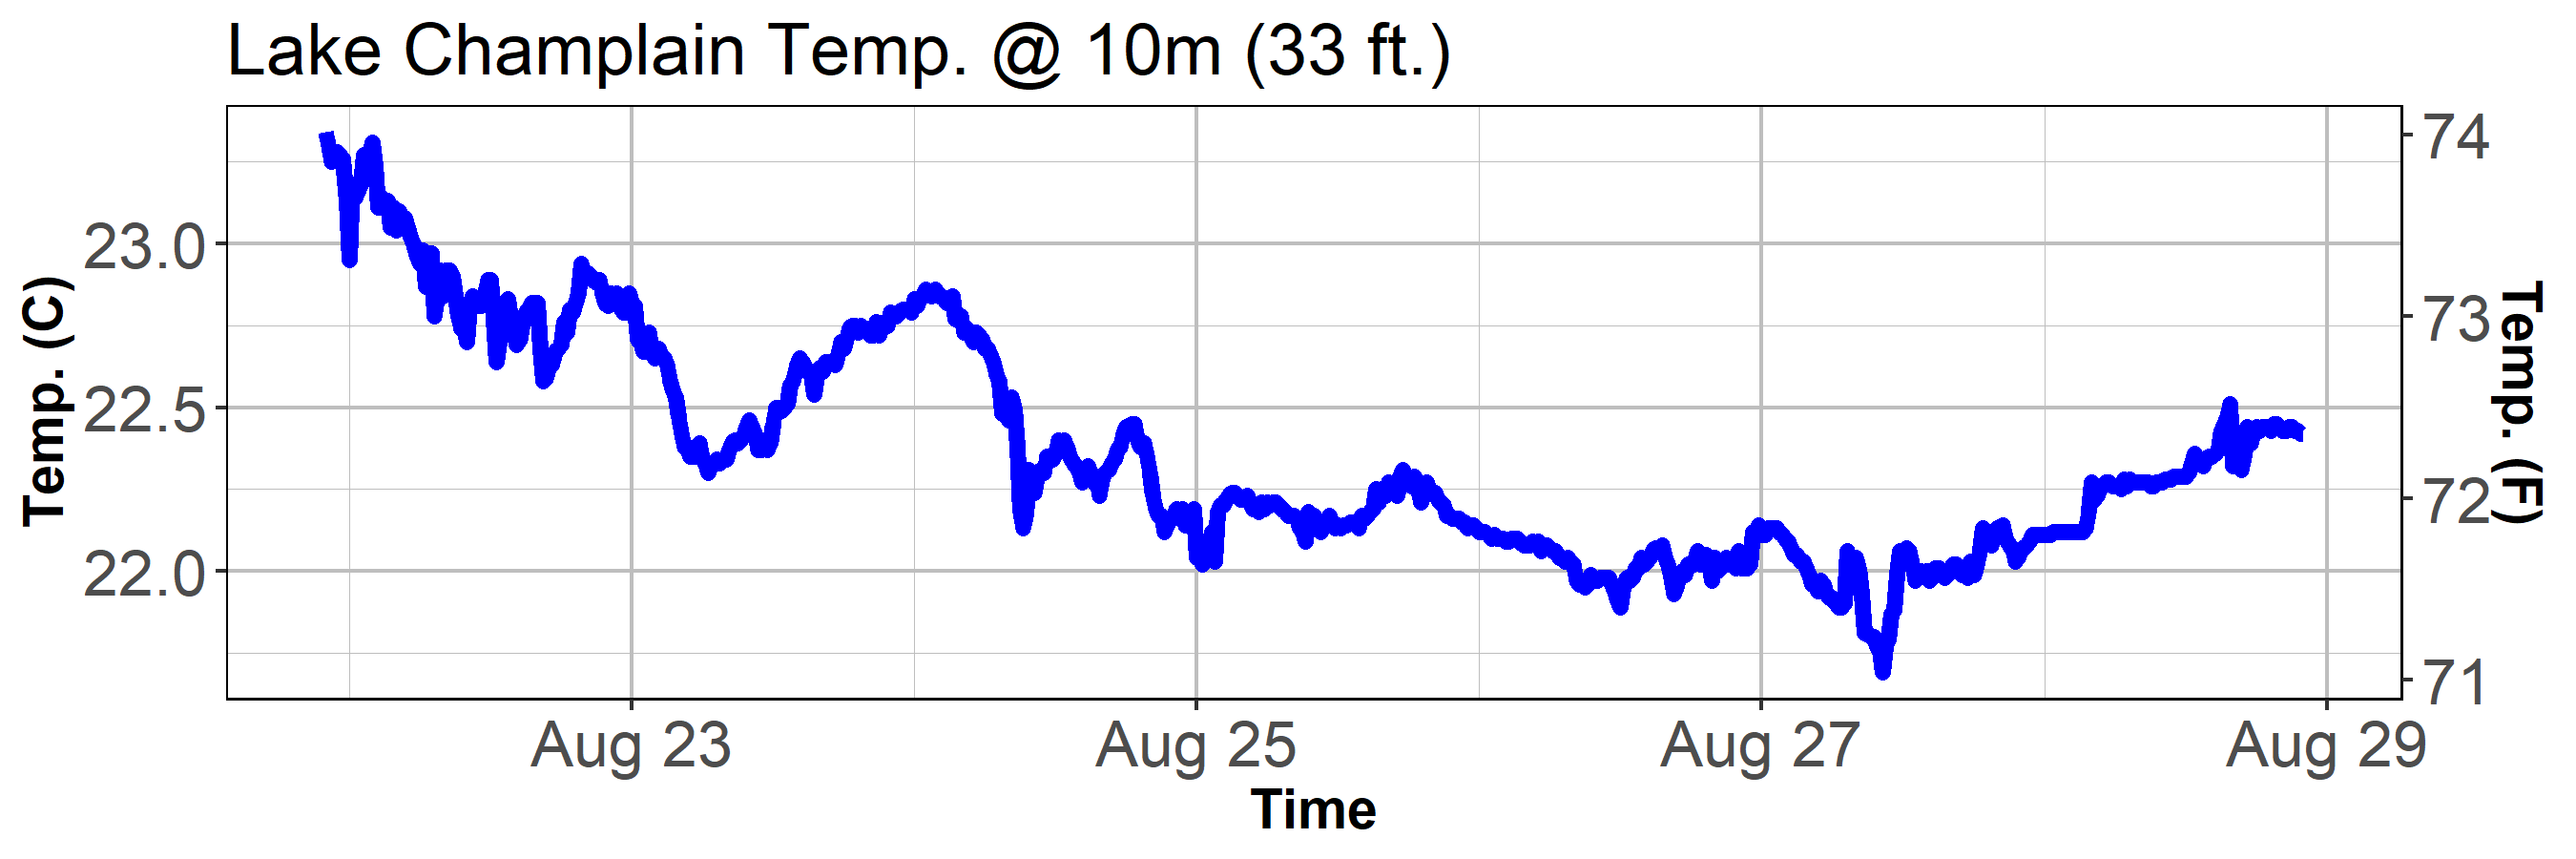 Lake Champlain Temp. @ 10m (33 ft.)
Temp. (C)
23.0
22.5
22.0
74
73
72
71
Temp. (F)
Aug 23 Aug 25 Aug 27 Aug 29
Time